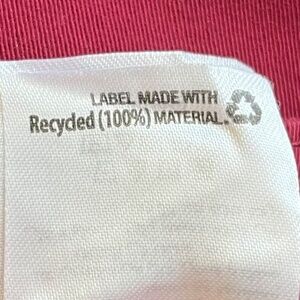 LABEL MADE WITH
Recycled (100%) MATERIAL.